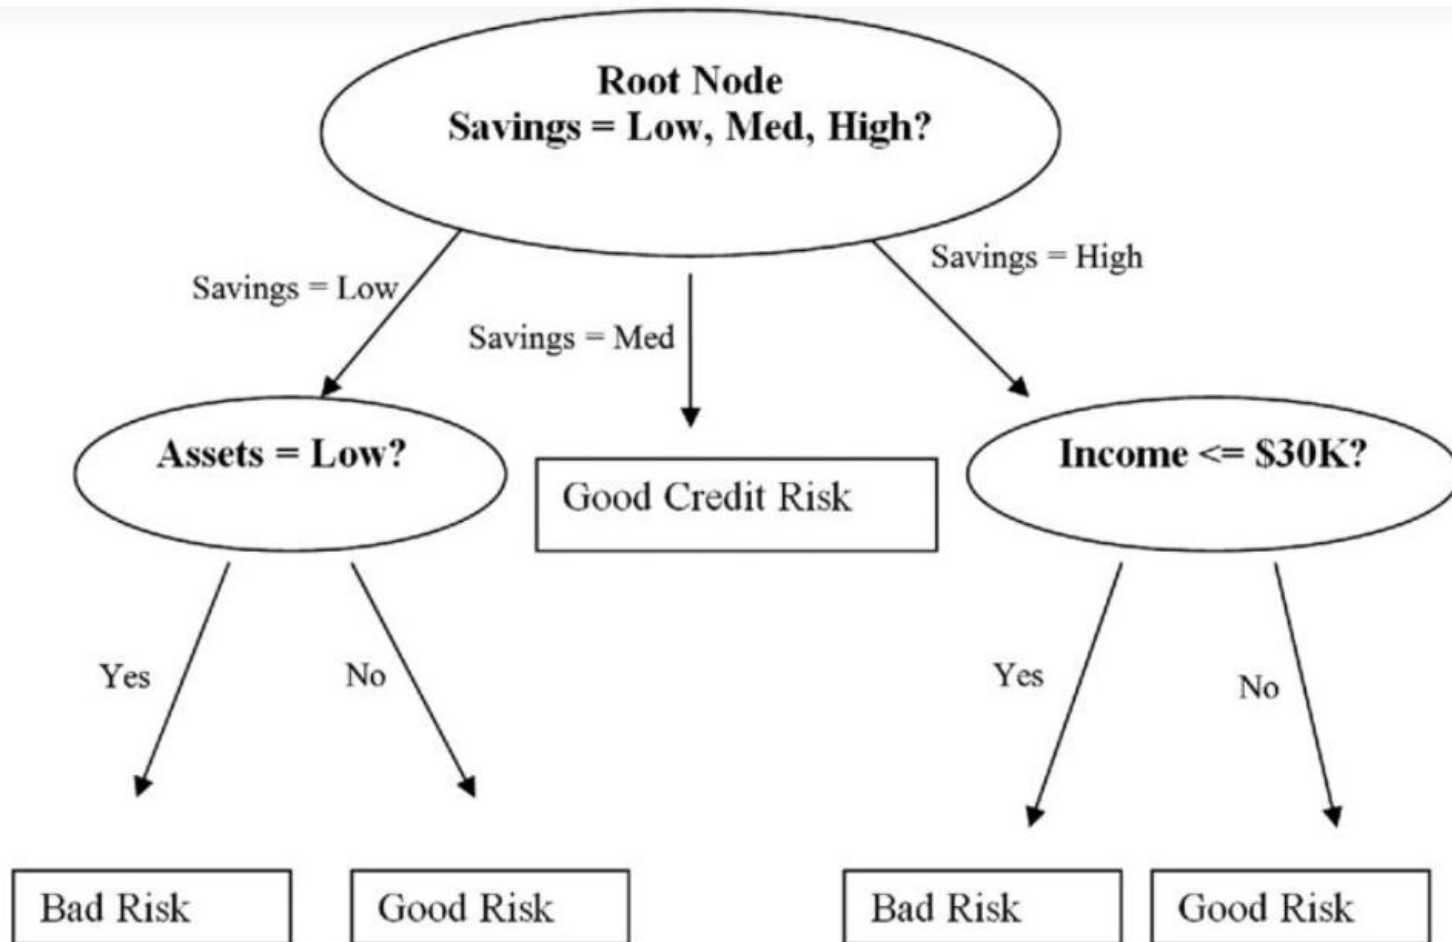 Root Node
Savings = Low, Med, High?
Savings = High
Savings = Low
Savings = Med
Assets = Low?
Income <= $30K?
Good Credit Risk
Yes
No
Yes
No
Bad Risk
Good Risk
Bad Risk
Good Risk